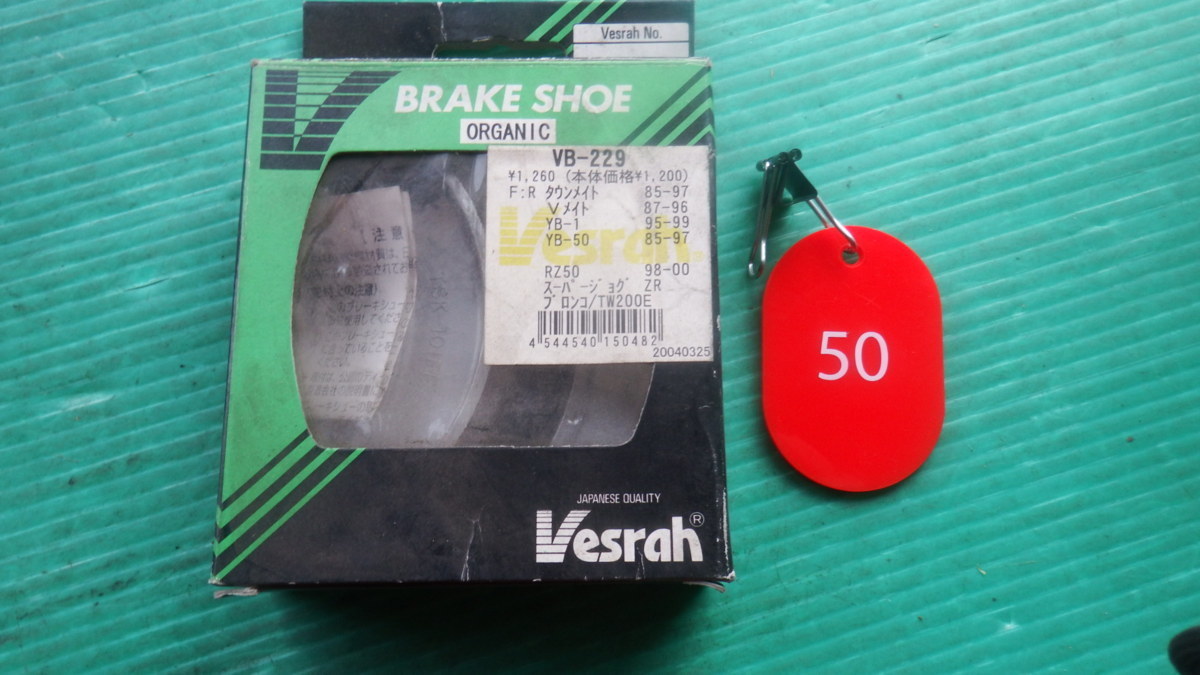 Vesrah No.
BRAKE SHOE
ORGANIC
VB-229
¥1,260 (本体価格¥1,200)
F:R タウンメイト 85-97
Vメイト 87-96
YB-1 95-99
YB-50 85-97
Vesrah.
RZ50 98-00
スーパージョグ ZR
ブロンコ/TW200E
4 544540 150482
20040325
注 意
JAPANESE QUALITY
Vesrah®
50